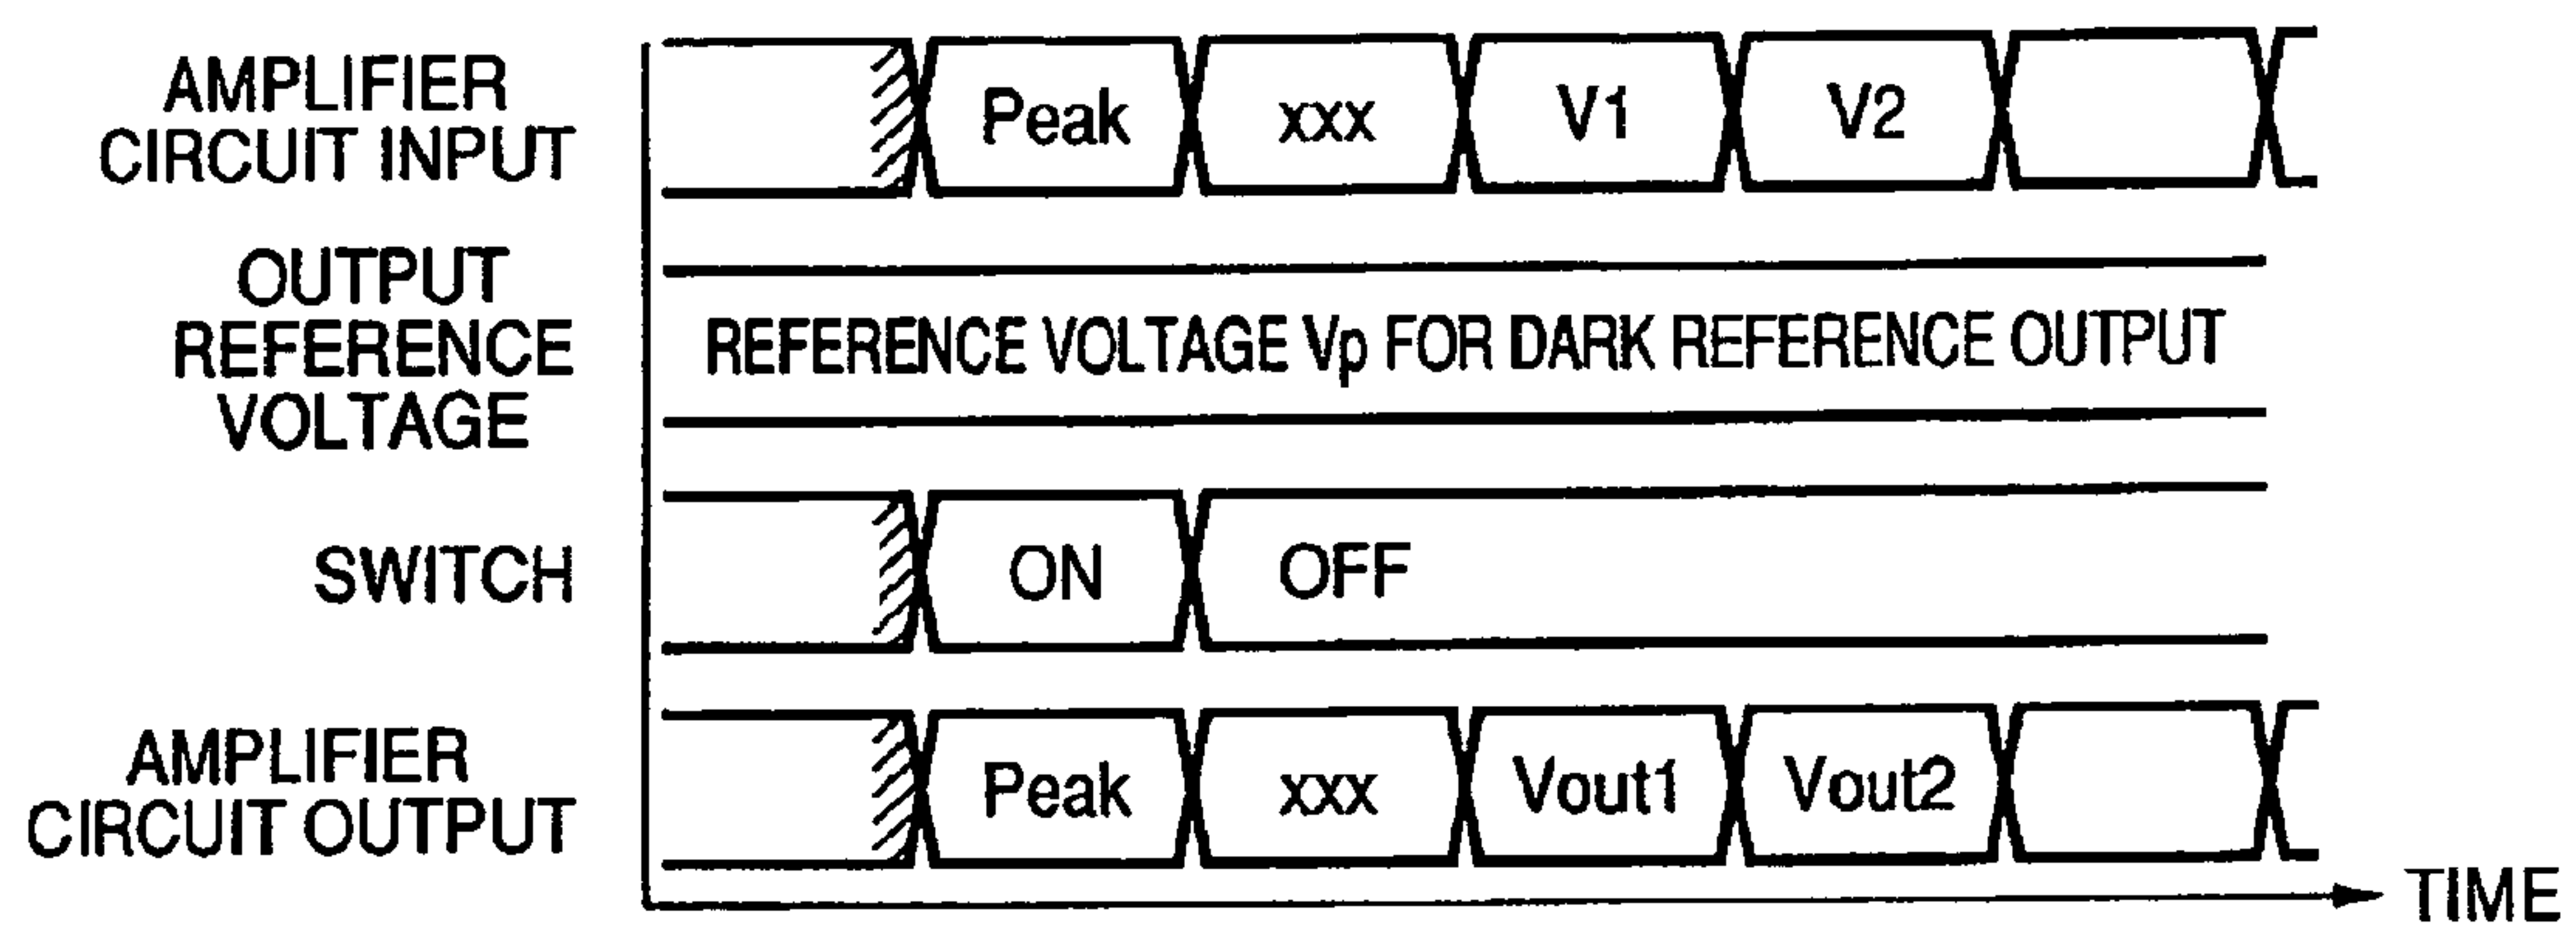 AMPLIFIER
CIRCUIT INPUT
Peak
xxx
V1
V2
OUTPUT
REFERENCE
VOLTAGE
REFERENCE VOLTAGE Vp FOR DARK REFERENCE OUTPUT
SWITCH
ON
OFF
AMPLIFIER
CIRCUIT OUTPUT
Peak
xxx
Vout1
Vout2
TIME